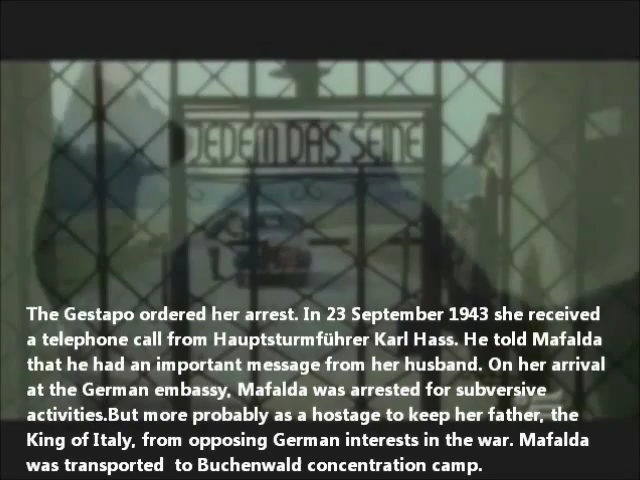 JEDEM DAS SEINE
The Gestapo ordered her arrest. In 23 September 1943 she received
a telephone call from Hauptsturmführer Karl Hass. He told Mafalda
that he had an important message from her husband. On her arrival
at the German embassy, Mafalda was arrested for subversive
activities.But more probably as a hostage to keep her father, the
King of Italy, from opposing German interests in the war. Mafalda
was transported  to Buchenwald concentration camp.